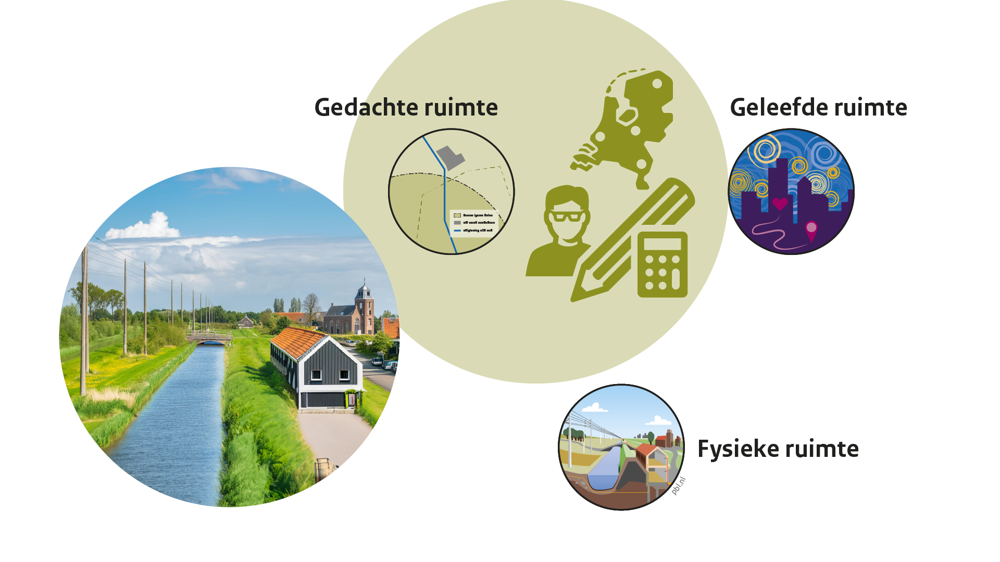 Gedachte ruimte
Geleefde ruimte
Fysieke ruimte
pbl.nl